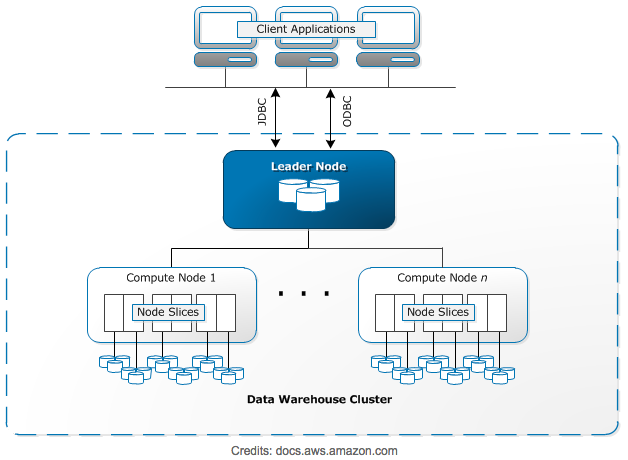 Client Applications
JDBC
ODBC
Leader Node
Compute Node 1
Compute Node n
. . .
Node Slices
Node Slices
Data Warehouse Cluster
Credits: docs.aws.amazon.com